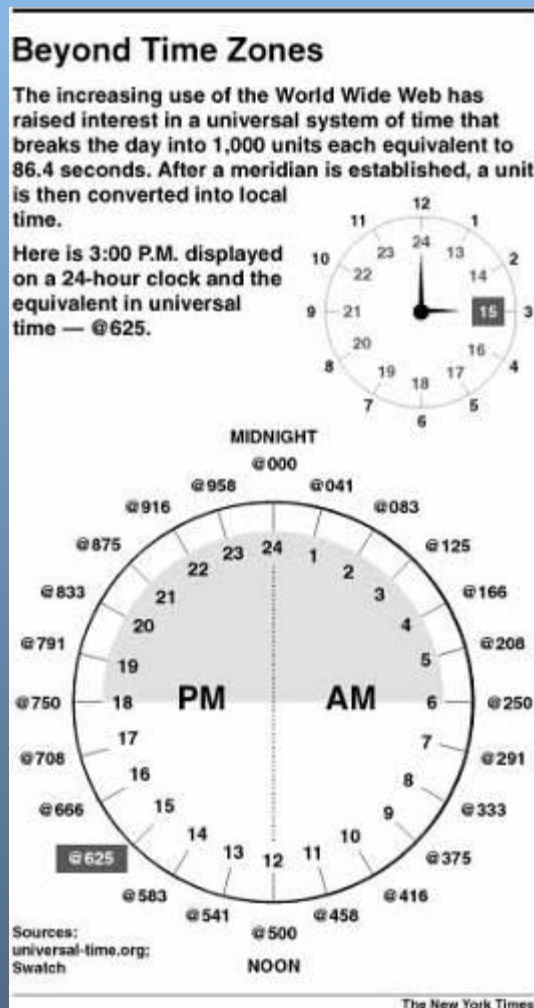 Beyond Time Zones
The increasing use of the World Wide Web has
raised interest in a universal system of time that
breaks the day into 1,000 units each equivalent to
86.4 seconds. After a meridian is established, a unit
is then converted into local
time.
Here is 3:00 P.M. displayed
on a 24-hour clock and the
equivalent in universal
time — @625.
12
11 1
24
23 13
10 2
22 14
9 21 15 3
20 16
8 4
19 17
18
7 5
6
MIDNIGHT
@000
@958 @041
@916 @083
@875 @125
24
23 1
22 2
21 3
@833 @166
20 4
@791 @208
19 5
@750 18 PM AM 6 @250
17 7
@708 @291
16 8
@666 @333
15 9
14 10
13 11
12
@625 @375
@583 @416
@541 @458
@500
NOON
Sources:
universal-time.org;
Swatch
The New York Times